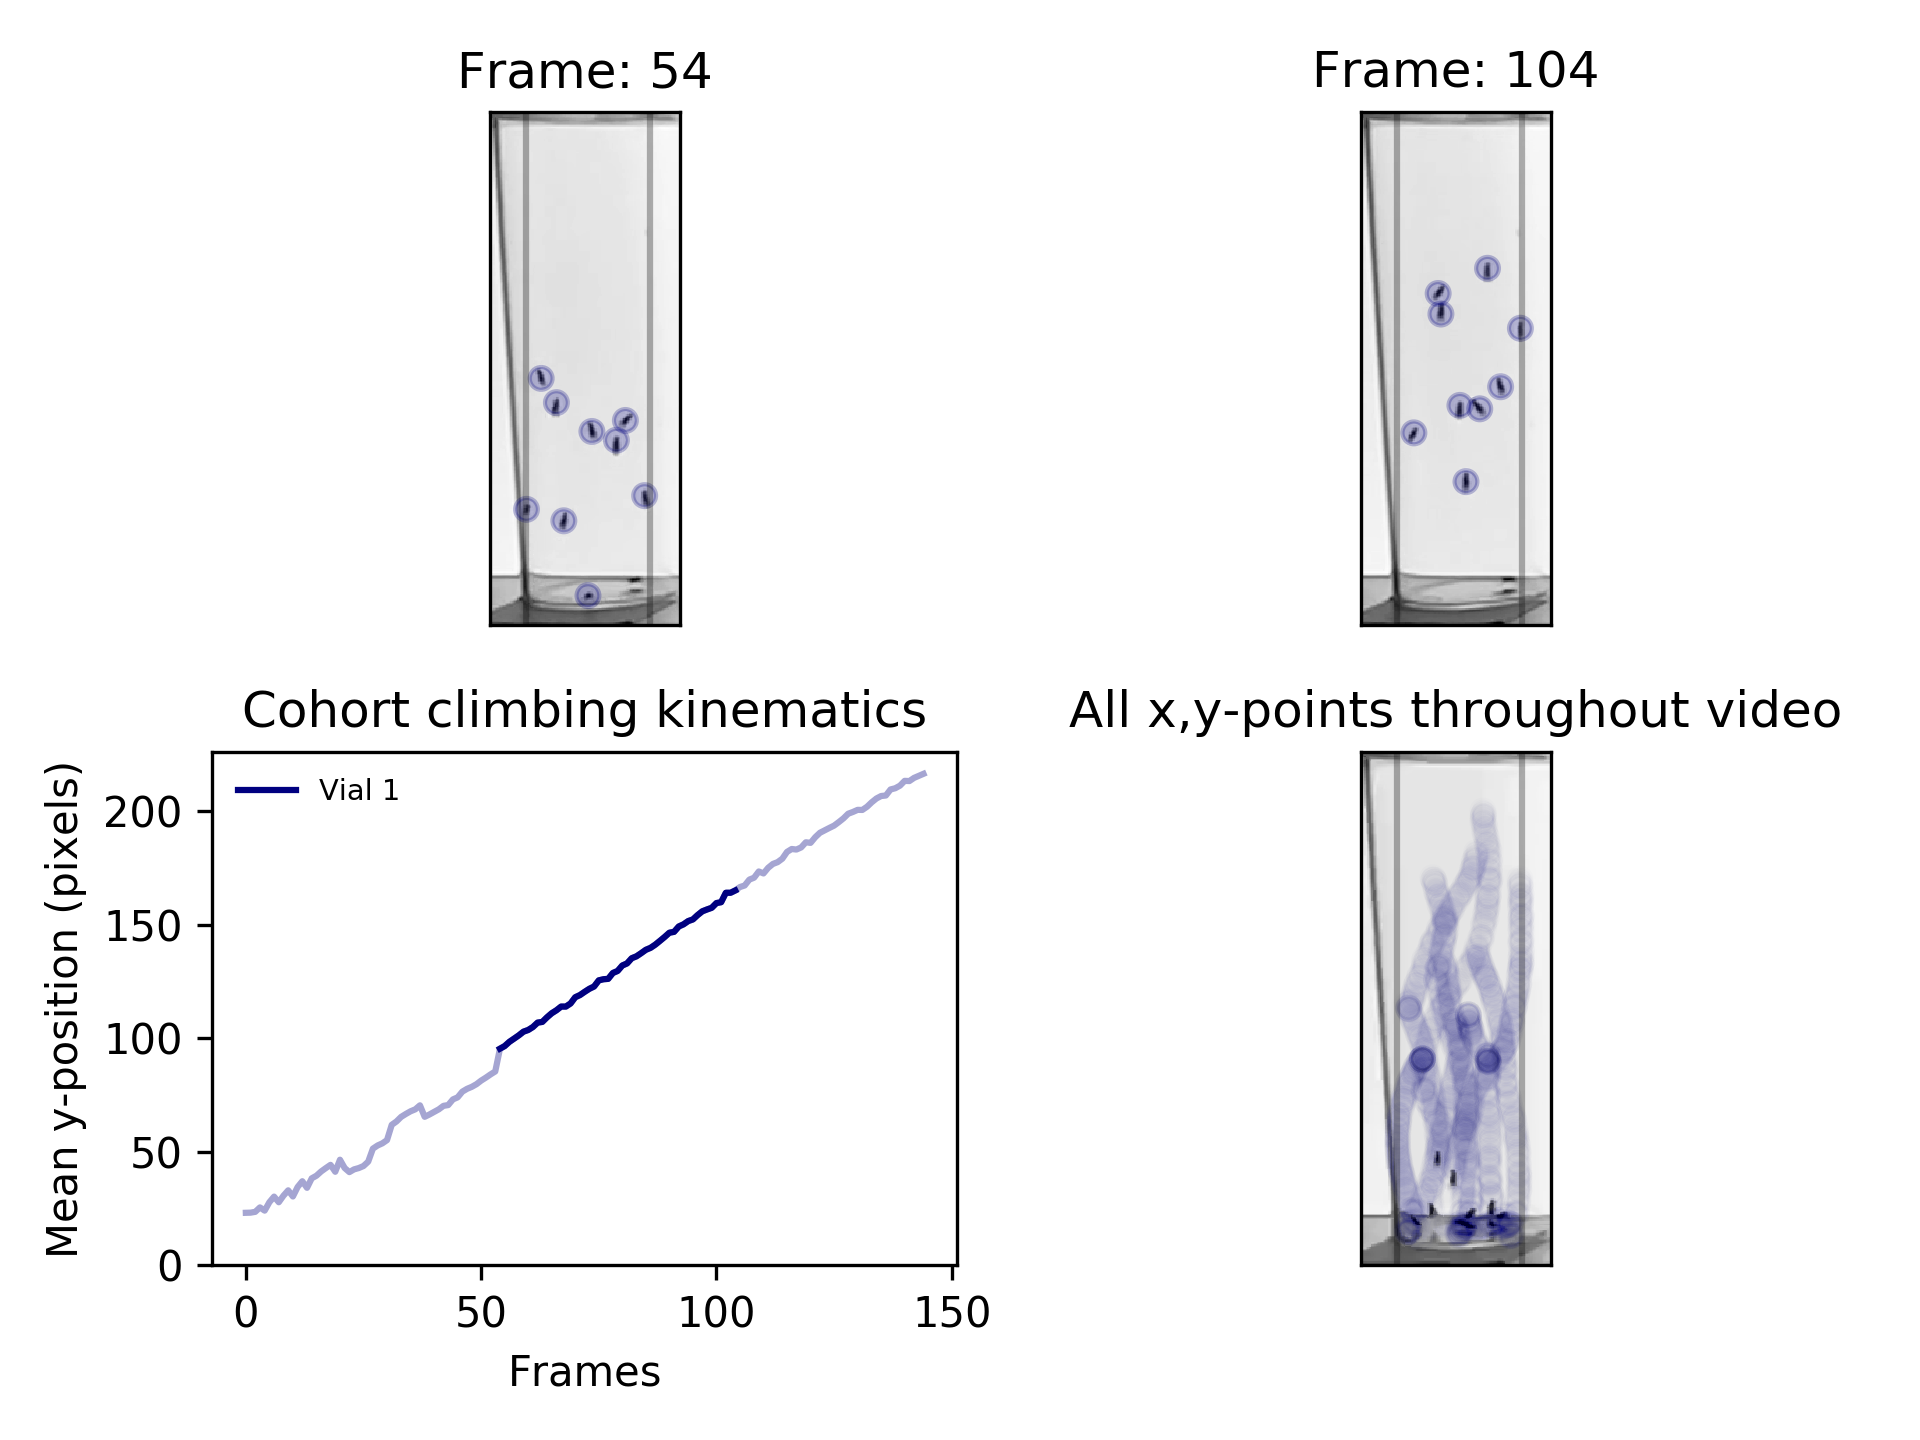 Frame: 54
Frame: 104
Cohort climbing kinematics
Mean y-position (pixels)
200
150
100
50
0
Vial 1
0 50 100 150
Frames
All x,y-points throughout video